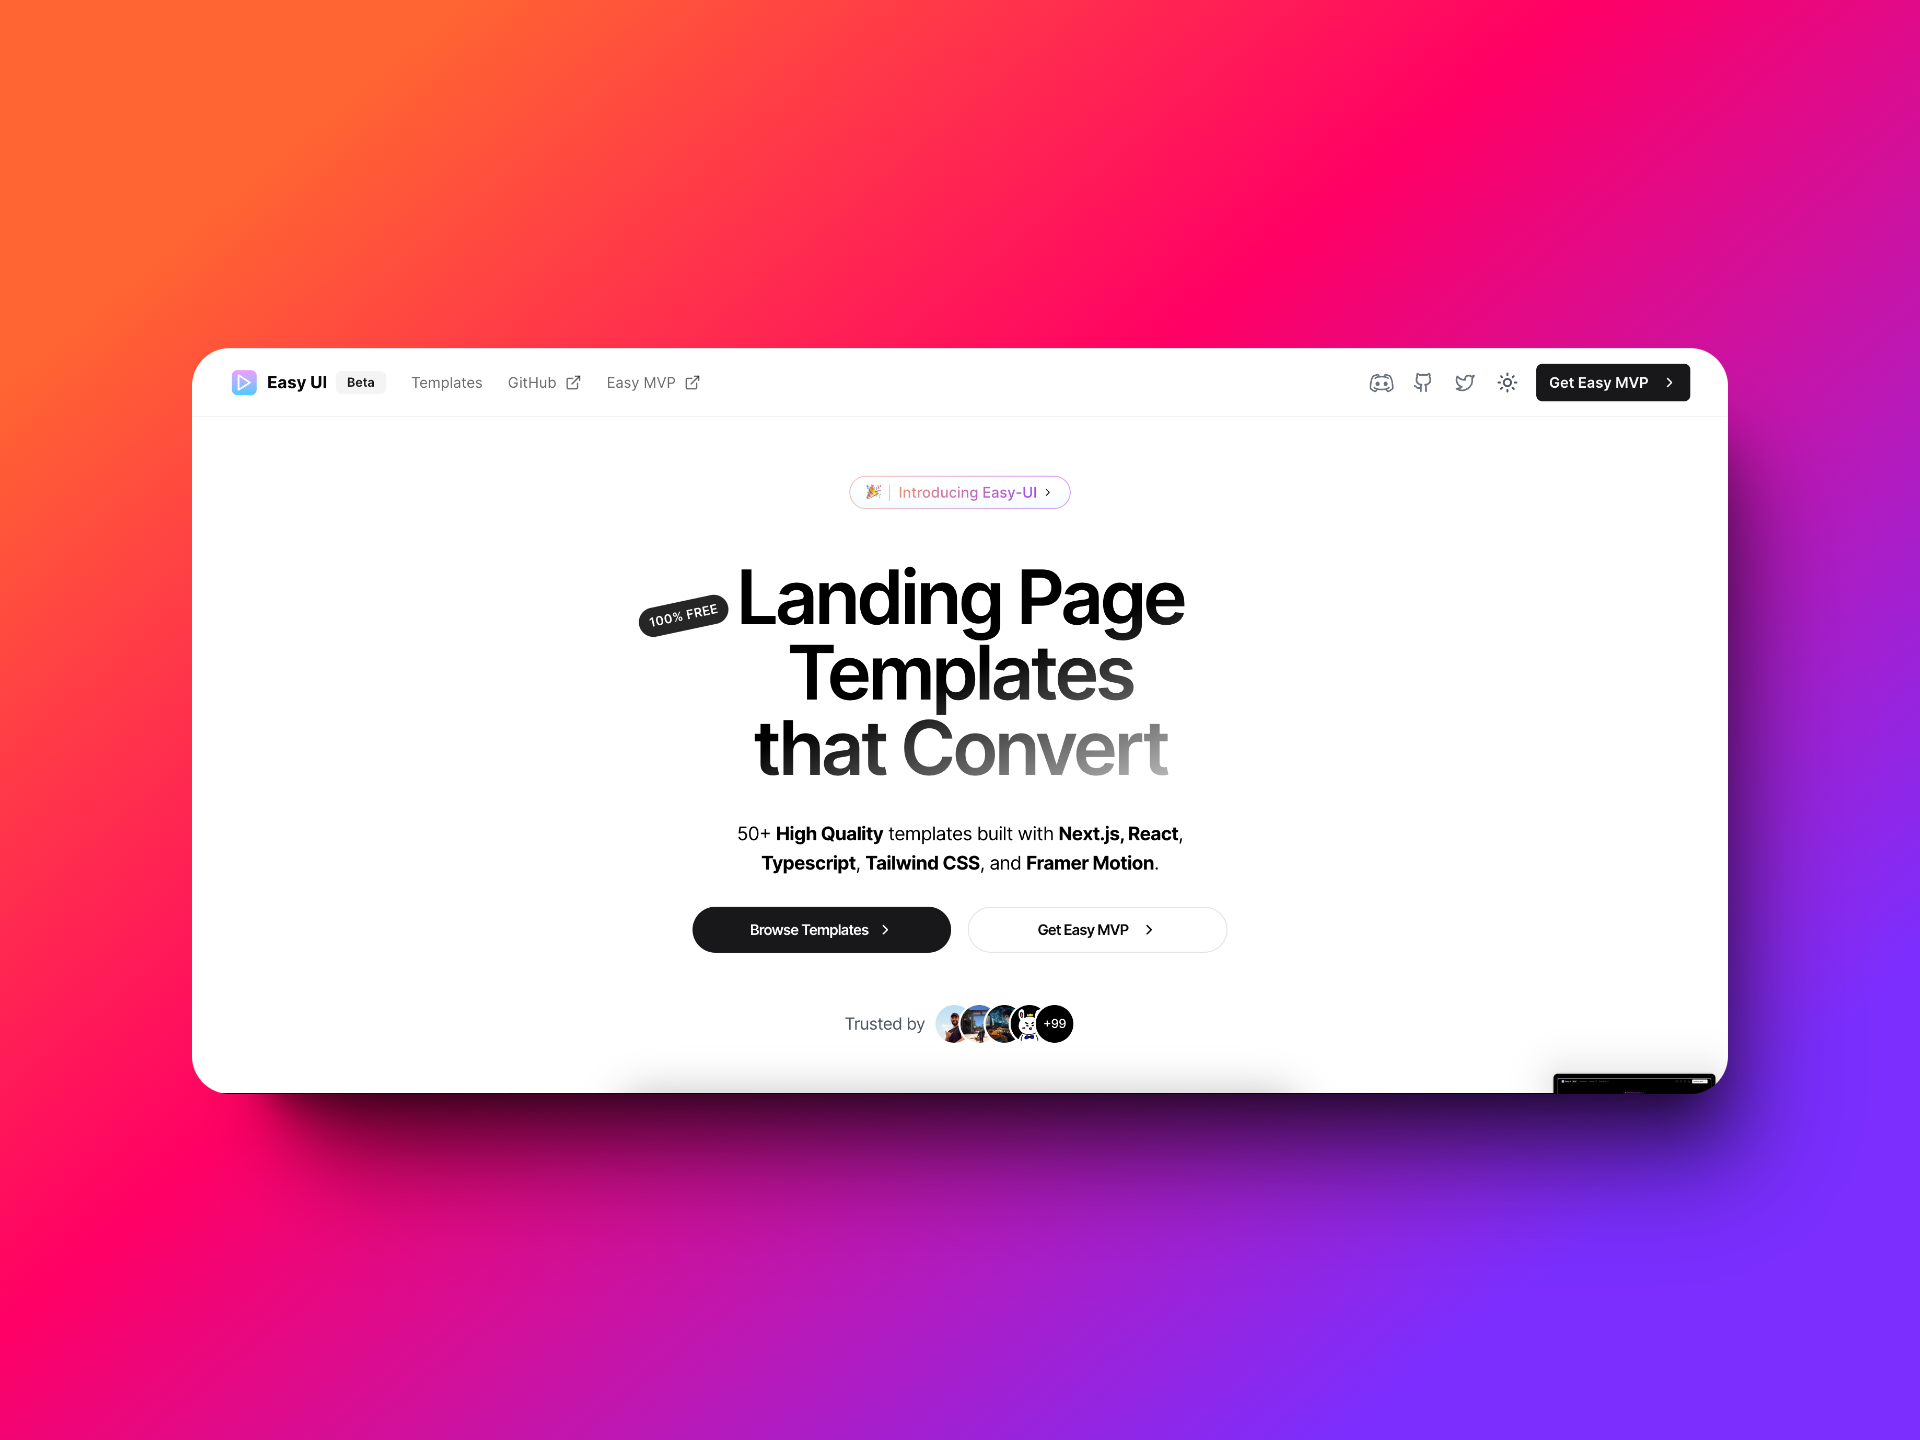 Easy UI Beta Templates GitHub Easy MVP Get Easy MVP
Introducing Easy-UI
100% FREE
Landing Page
Templates
that Convert
50+ High Quality templates built with Next.js, React,
Typescript, Tailwind CSS, and Framer Motion.
Browse Templates Get Easy MVP
Trusted by +99